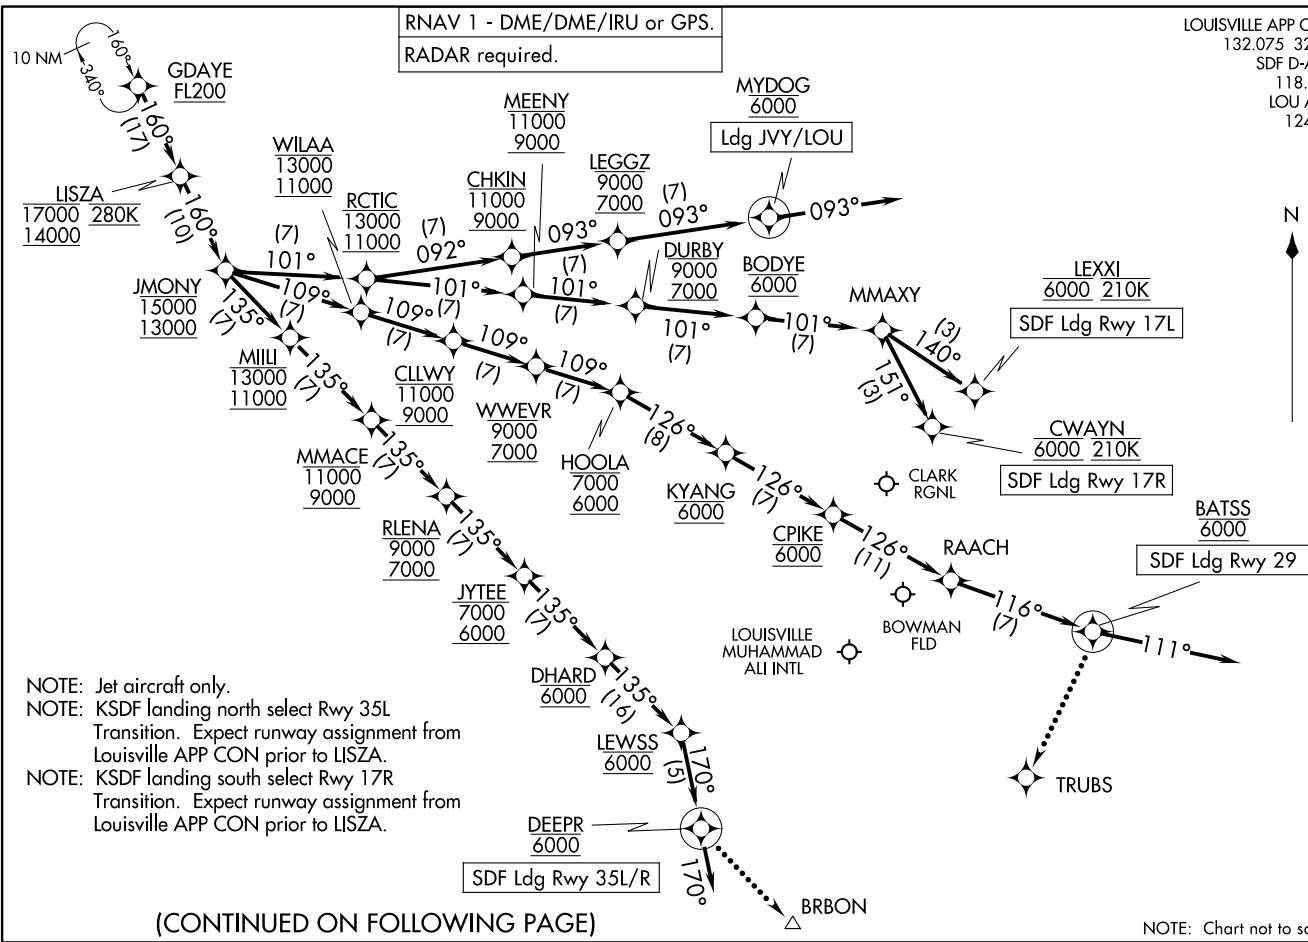 RNAV 1 - DME/DME/IRU or GPS.
RADAR required.
LOUISVILLE APP
132.075
SDF
LOU
10 NM
160°
340°
GDAYE
FL200
160°
(17)
LISZA
17000 280K
14000
160°
(10)
JMONY
15000
13000
(7)
101°
109°
(7)
135°
(7)
WILAA
13000
11000
RCTIC
13000
11000
(7)
092°
CHKIN
11000
9000
MEENY
11000
9000
093°
(7)
LEGGZ
9000
7000
(7)
093°
MYDOG
6000
Ldg JVY/LOU
093°
101°
(7)
101°
(7)
DURBY
9000
7000
101°
(7)
BODYE
6000
101°
(7)
MMAXY
(3)
140°
151°
(3)
LEXXI
6000 210K
SDF Ldg Rwy 17L
CWAYN
6000 210K
SDF Ldg Rwy 17R
N
109°
(7)
CLLWY
11000
9000
109°
(7)
WWEVR
9000
7000
109°
(7)
HOOLA
7000
6000
126°
(8)
KYANG
6000
126°
(7)
CPIKE
6000
126°
(11)
RAACH
116°
(7)
BATSS
6000
SDF Ldg Rwy 29
111°
TRUBS
CLARK
RGNL
BOWMAN
FLD
LOUISVILLE
MUHAMMAD
ALI INTL
MIILI
13000
11000
135°
(7)
MMACE
11000
9000
135°
(7)
RLENA
9000
7000
135°
(7)
JYTEE
7000
6000
135°
(7)
DHARD
6000
135°
(16)
LEWSS
6000
170°
(5)
DEEPR
6000
SDF Ldg Rwy 35L/R
170°
BRBON
NOTE: Jet aircraft only.
NOTE: KSDF landing north select Rwy 35L
Transition. Expect runway assignment from
Louisville APP CON prior to LISZA.
NOTE: KSDF landing south select Rwy 17R
Transition. Expect runway assignment from
Louisville APP CON prior to LISZA.
(CONTINUED ON FOLLOWING PAGE)
NOTE: Chart not to